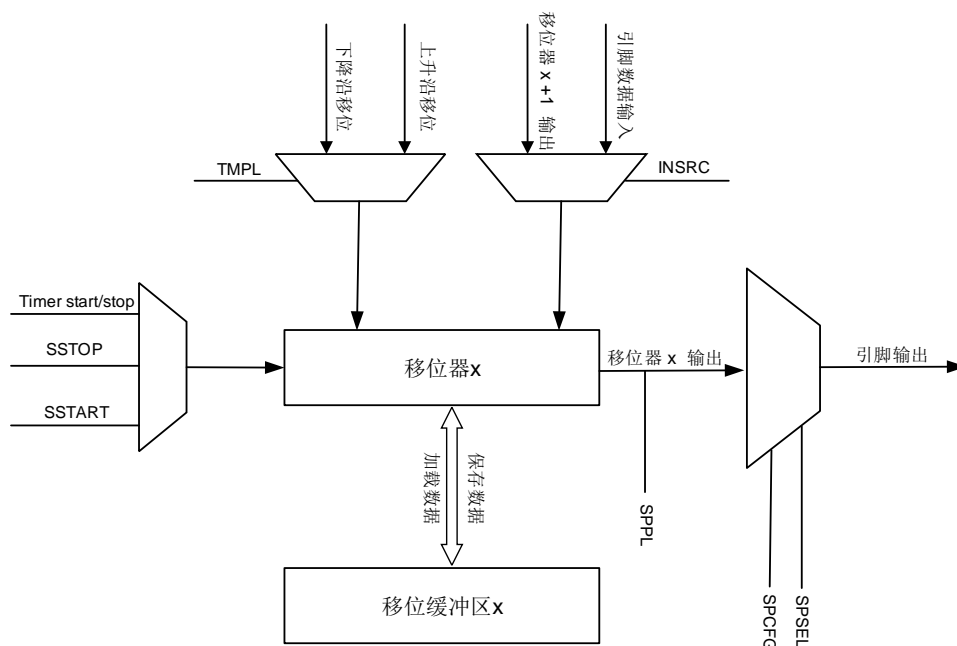 下降沿移位
上升沿移位
移位器 x +1 输出
引脚数据输入
TMPL
INSRC
Timer start/stop
SSTOP
SSTART
移位器x
移位器 x 输出
引脚输出
加载数据
保存数据
SPPL
SPCFG
SPSEL
移位缓冲区x